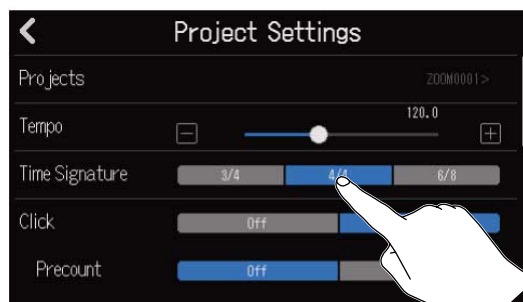 Project Settings
Projects ZOOM0001>
120.0
Tempo
Time Signature 3/4 4/4 6/8
Click Off
Precount Off